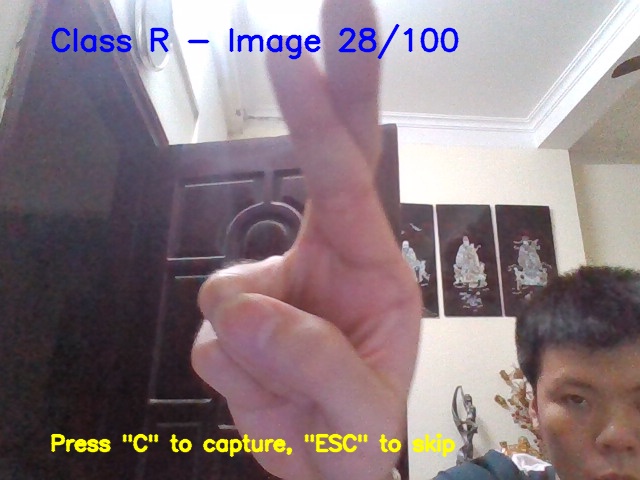 Class R - Image 28/100
Press "C" to capture, "ESC" to skip